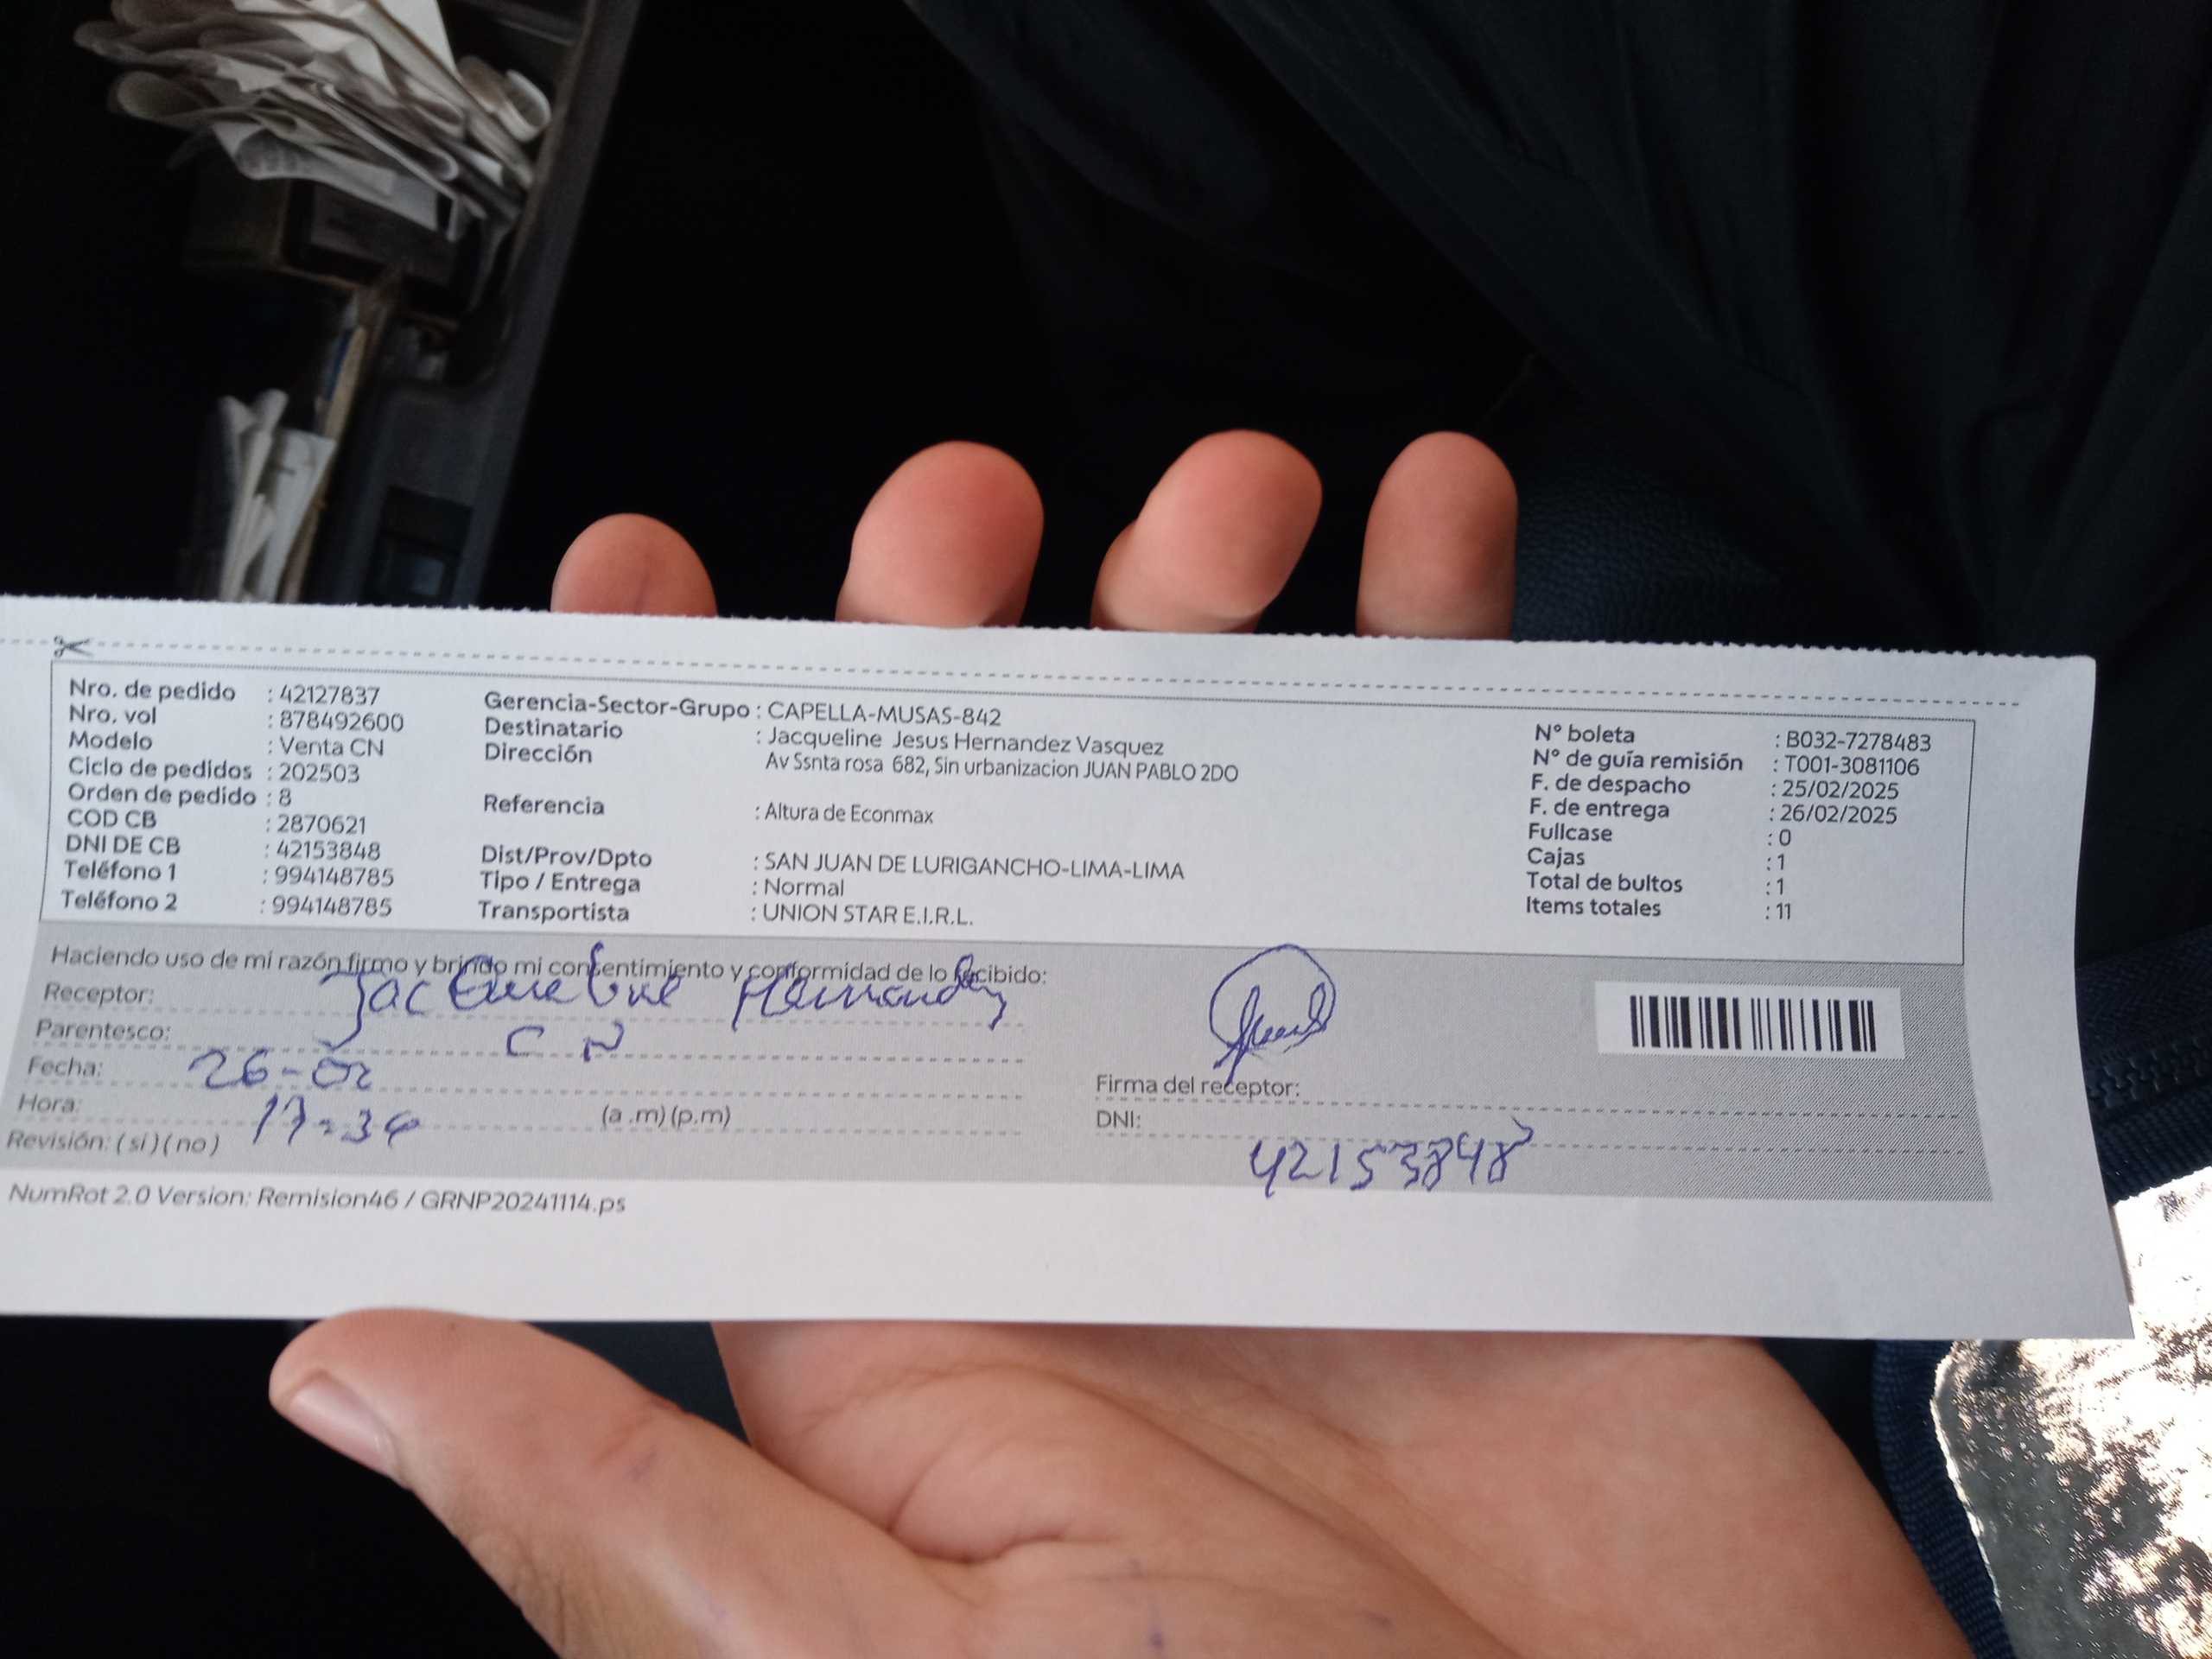 Nro. de pedido : 42127837
Nro. vol : 878492600
Modelo : Venta CN
Ciclo de pedidos : 202503
Orden de pedido : 8
COD CB : 2870621
DNI DE CB : 42153848
Teléfono 1 : 994148785
Teléfono 2 : 994148785
Gerencia-Sector-Grupo : CAPELLA-MUSAS-842
Destinatario : Jacqueline Jesus Hernandez Vasquez
Dirección Av Ssnta rosa 682, Sin urbanizacion JUAN PABLO 2DO
Referencia : Altura de Econmax
Dist/Prov/Dpto : SAN JUAN DE LURIGANCHO-LIMA-LIMA
Tipo / Entrega : Normal
Transportista : UNION STAR E.I.R.L.
N° boleta : B032-7278483
N° de guía remisión : T001-3081106
F. de despacho : 25/02/2025
F. de entrega : 26/02/2025
Fullcase : 0
Cajas : 1
Total de bultos : 1
Items totales : 11
Haciendo uso de mi razón firmo y brindo mi consentimiento y conformidad de lo recibido:
Receptor: Jacqueline Hernandez
Parentesco: C N
Fecha: 26-02
Hora: (a .m) (p.m)
Revisión: ( si ) ( no )
Firma del receptor:
DNI: 42153848
NumRot 2.0 Version: Remision46 / GRNP20241114.ps